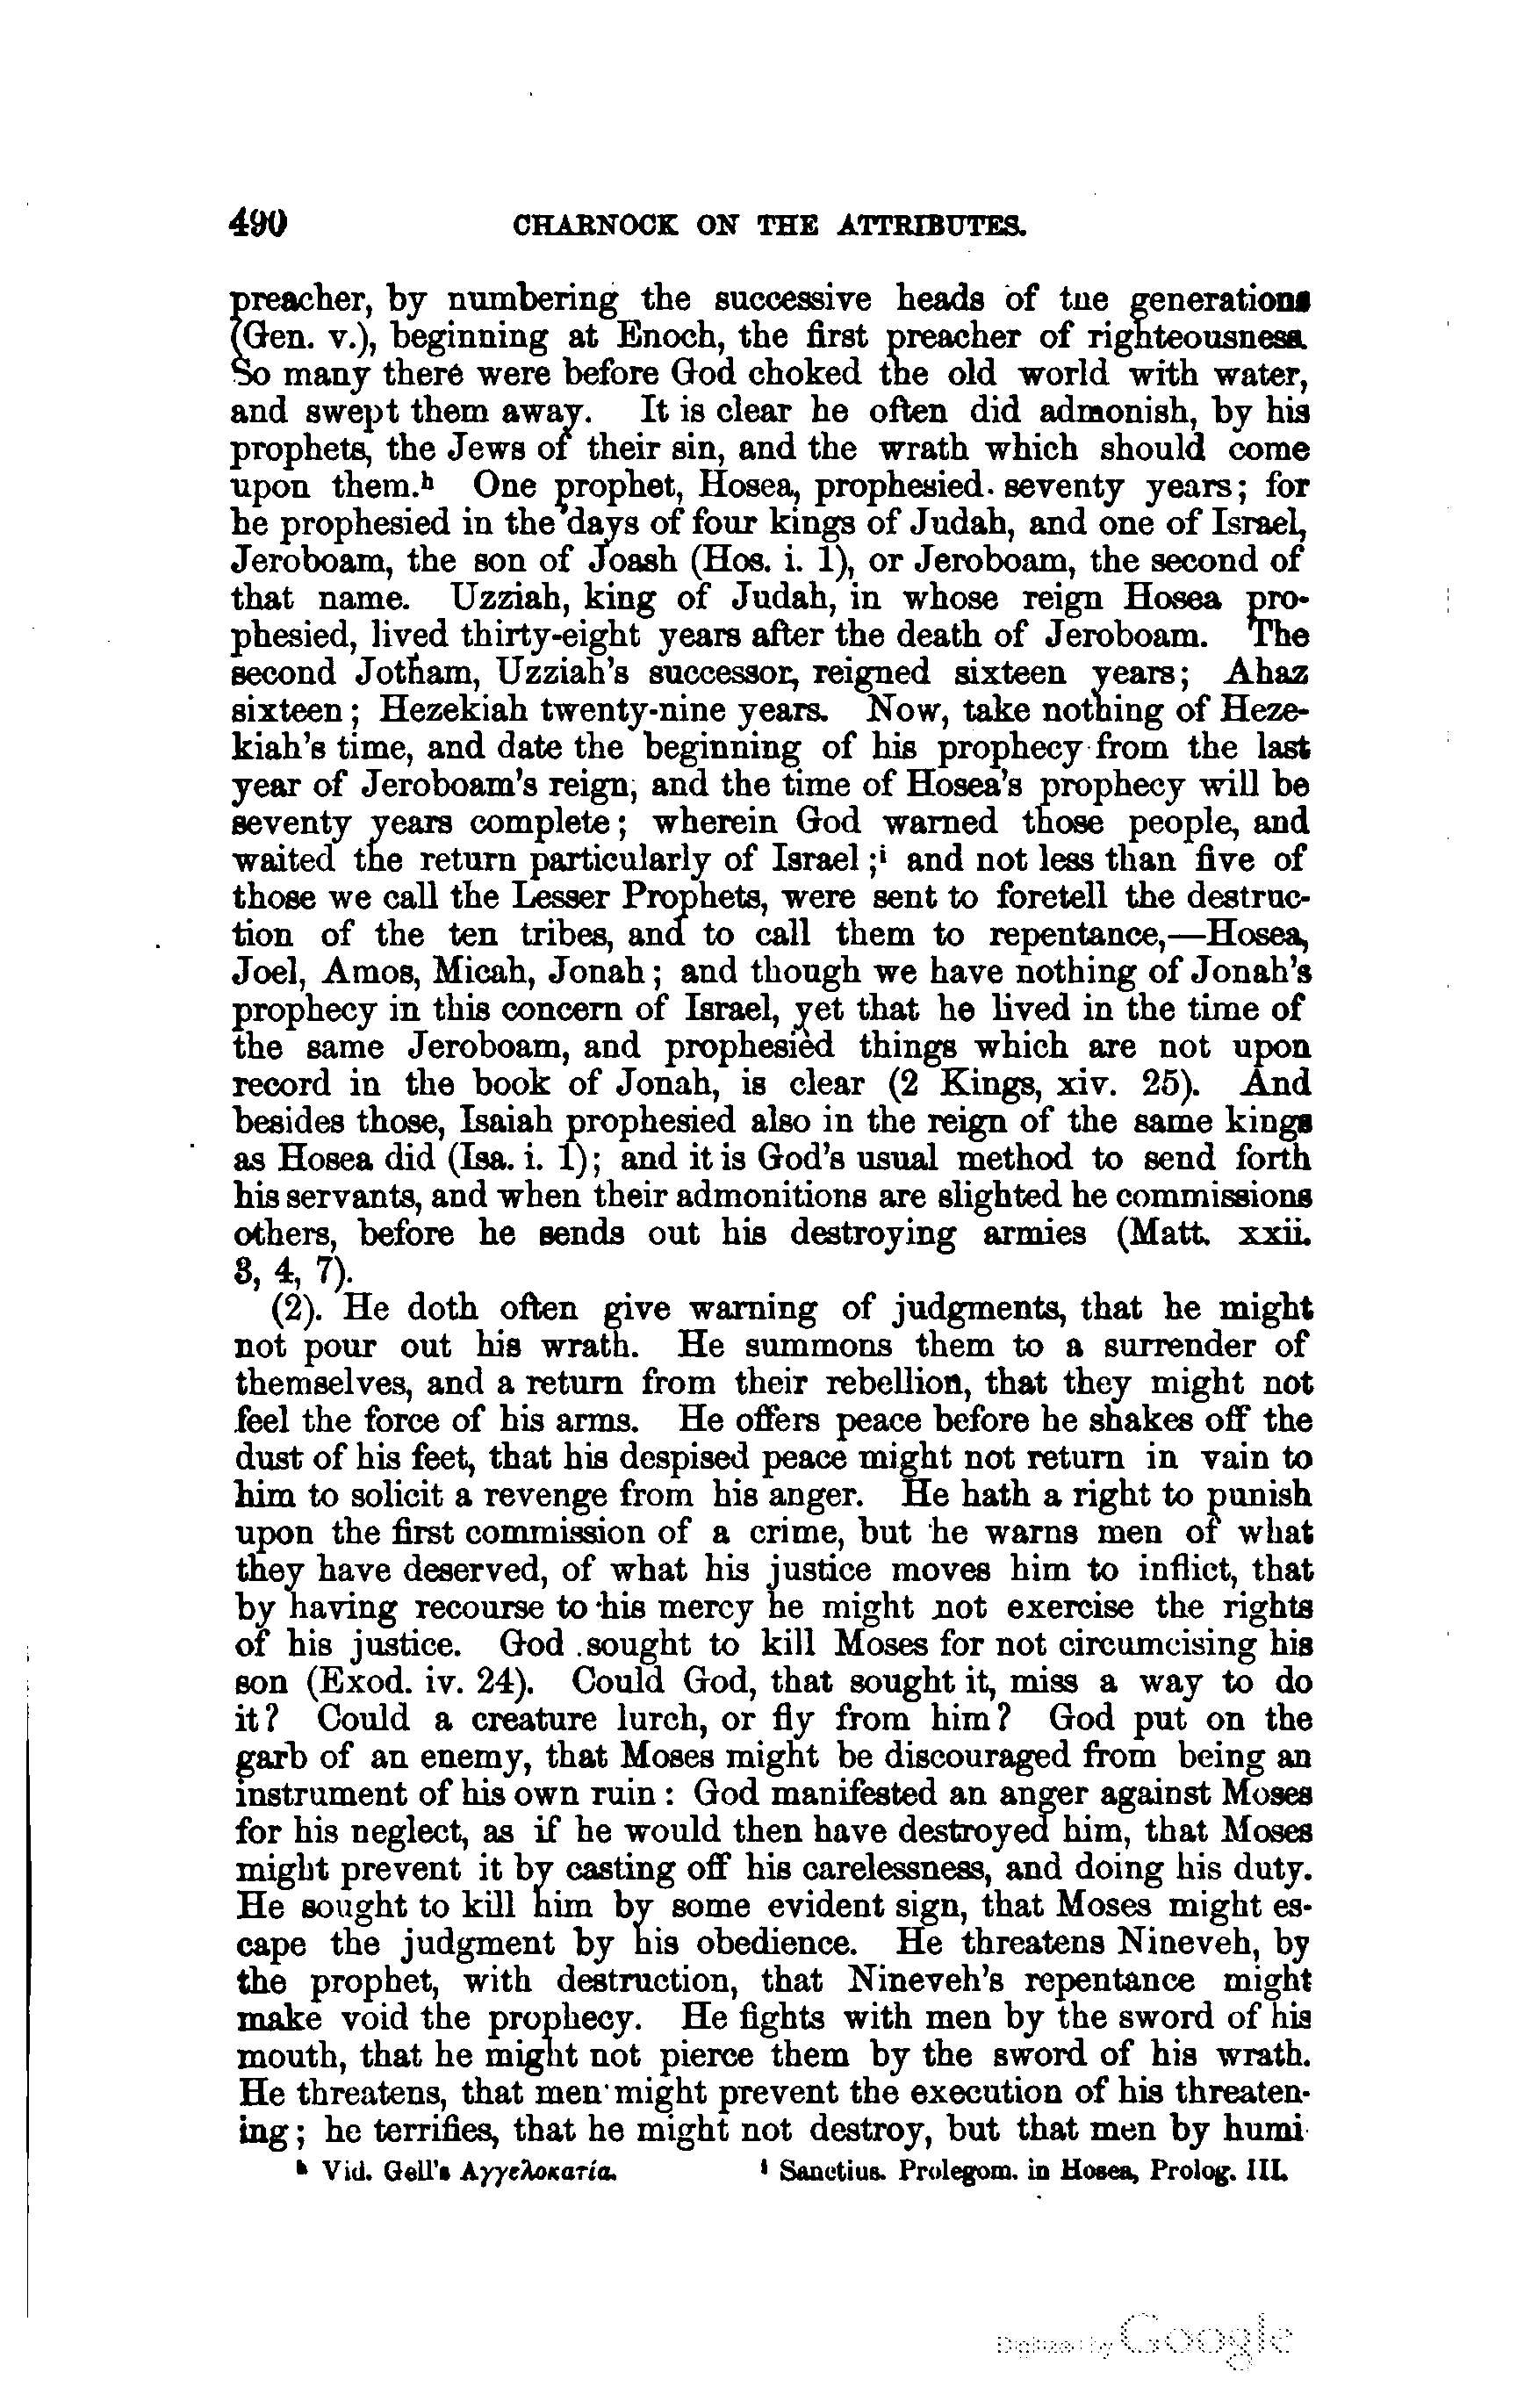 490 CHARNOCK ON THE ATTRIBUTES.
preacher, by numbering the successive heads of tne generations
(Gen. v.), beginning at Enoch, the first preacher of righteousness.
So many there were before God choked the old world with water,
and swept them away. It is clear he often did admonish, by his
prophets, the Jews of their sin, and the wrath which should come
upon them.ʰ One prophet, Hosea, prophesied seventy years; for
he prophesied in the days of four kings of Judah, and one of Israel,
Jeroboam, the son of Joash (Hos. i. 1), or Jeroboam, the second of
that name. Uzziah, king of Judah, in whose reign Hosea pro-
phesied, lived thirty-eight years after the death of Jeroboam. The
second Jotham, Uzziah's successor, reigned sixteen years; Ahaz
sixteen; Hezekiah twenty-nine years. Now, take nothing of Heze-
kiah's time, and date the beginning of his prophecy from the last
year of Jeroboam's reign, and the time of Hosea's prophecy will be
seventy years complete; wherein God warned those people, and
waited the return particularly of Israel;ⁱ and not less than five of
those we call the Lesser Prophets, were sent to foretell the destruc-
tion of the ten tribes, and to call them to repentance,—Hosea,
Joel, Amos, Micah, Jonah; and though we have nothing of Jonah's
prophecy in this concern of Israel, yet that he lived in the time of
the same Jeroboam, and prophesied things which are not upon
record in the book of Jonah, is clear (2 Kings, xiv. 25). And
besides those, Isaiah prophesied also in the reign of the same kings
as Hosea did (Isa. i. 1); and it is God's usual method to send forth
his servants, and when their admonitions are slighted he commissions
others, before he sends out his destroying armies (Matt. xxii.
3, 4, 7).
(2). He doth often give warning of judgments, that he might
not pour out his wrath. He summons them to a surrender of
themselves, and a return from their rebellion, that they might not
feel the force of his arms. He offers peace before he shakes off the
dust of his feet, that his despised peace might not return in vain to
him to solicit a revenge from his anger. He hath a right to punish
upon the first commission of a crime, but he warns men of what
they have deserved, of what his justice moves him to inflict, that
by having recourse to his mercy he might not exercise the rights
of his justice. God sought to kill Moses for not circumcising his
son (Exod. iv. 24). Could God, that sought it, miss a way to do
it? Could a creature lurch, or fly from him? God put on the
garb of an enemy, that Moses might be discouraged from being an
instrument of his own ruin: God manifested an anger against Moses
for his neglect, as if he would then have destroyed him, that Moses
might prevent it by casting off his carelessness, and doing his duty.
He sought to kill him by some evident sign, that Moses might es-
cape the judgment by his obedience. He threatens Nineveh, by
the prophet, with destruction, that Nineveh's repentance might
make void the prophecy. He fights with men by the sword of his
mouth, that he might not pierce them by the sword of his wrath.
He threatens, that men might prevent the execution of his threaten-
ing; he terrifies, that he might not destroy, but that men by humi
ʰ Vid. Gell's Αγγελοκατία. ⁱ Sanctius. Prolegom. in Hosea, Prolog. III.
Digitized by Google